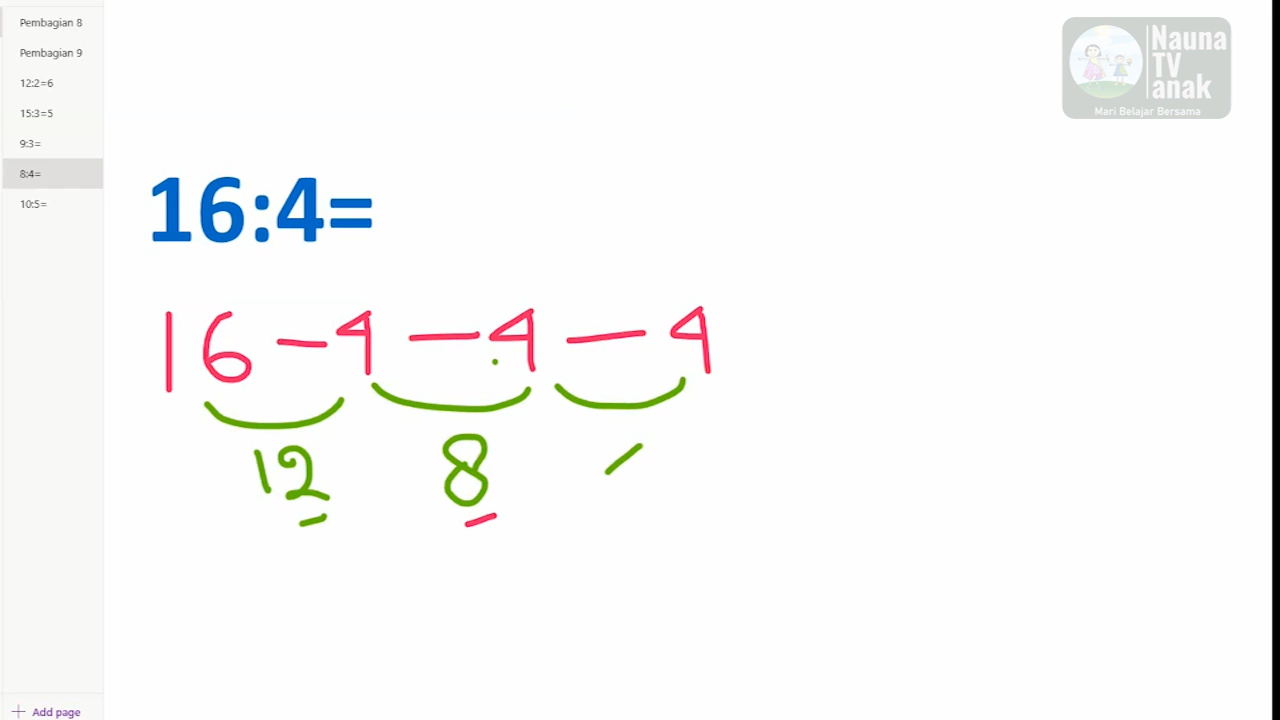 Pembagian 8
Pembagian 9
12:2=6
15:3=5
9:3=
8:4=
10:5=
Add page
Nauna
TV
anak
Mari Belajar Bersama
16:4=
16 - 4 - 4 - 4
12 8